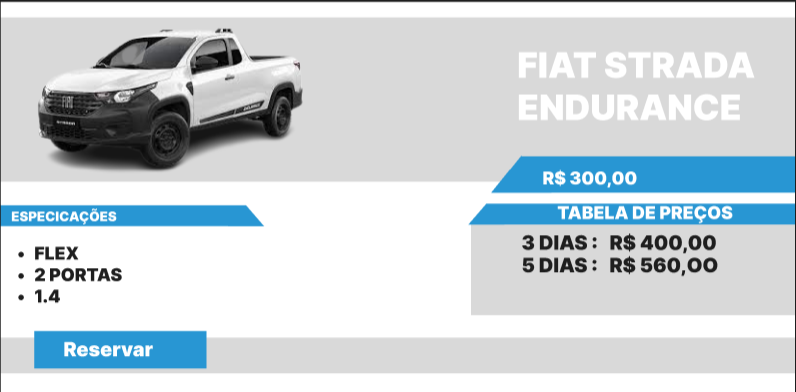 FIAT STRADA
ENDURANCE
R$ 300,00
ESPECICAÇÕES
TABELA DE PREÇOS
FLEX
2 PORTAS
1.4
3 DIAS : R$ 400,00
5 DIAS : R$ 560,00
Reservar